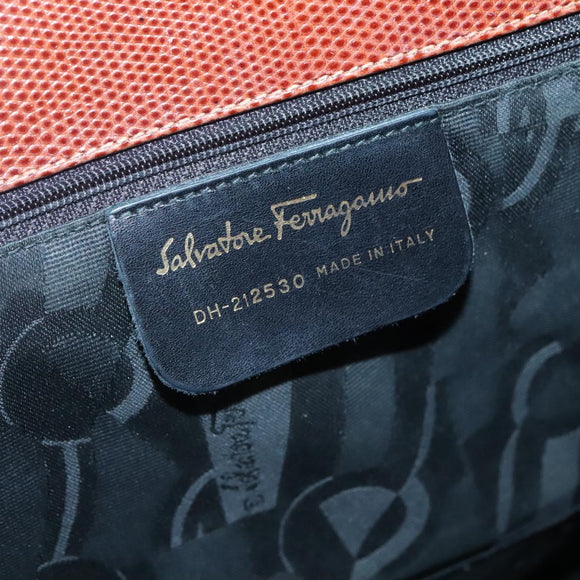 Salvatore Ferragamo
DH-212530 MADE IN ITALY